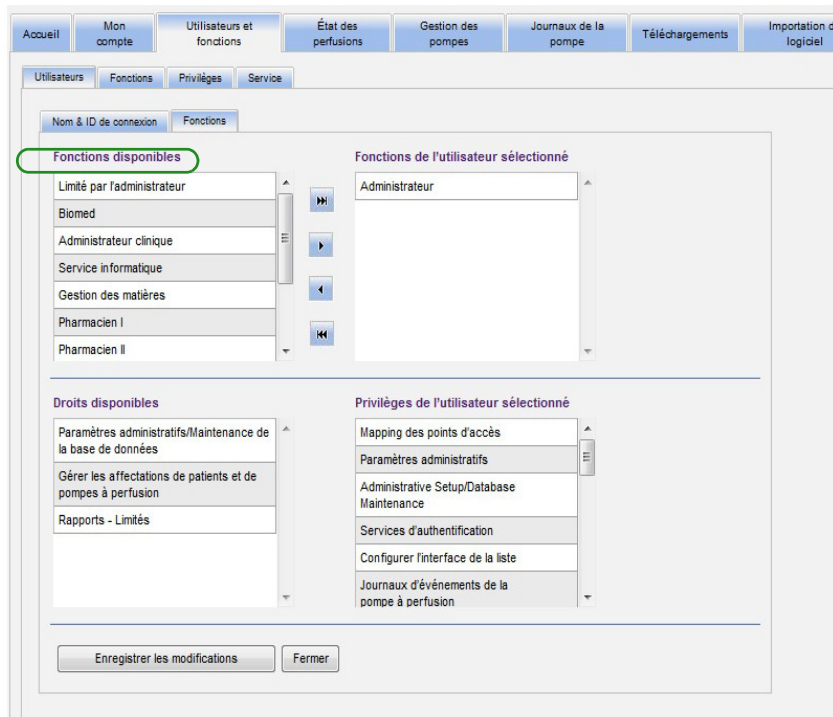 Accueil
Mon compte
Utilisateurs et fonctions
État des perfusions
Gestion des pompes
Journaux de la pompe
Téléchargements
Importation
logiciel
Utilisateurs
Fonctions
Privilèges
Service
Nom & ID de connexion
Fonctions
Fonctions disponibles
Limité par l'administrateur
Biomed
Administrateur clinique
Service informatique
Gestion des matières
Pharmacien I
Pharmacien II
Fonctions de l'utilisateur sélectionné
Administrateur
Droits disponibles
Paramètres administratifs/Maintenance de
la base de données
Gérer les affectations de patients et de
pompes à perfusion
Rapports - Limités
Privilèges de l'utilisateur sélectionné
Mapping des points d'accès
Paramètres administratifs
Administrative Setup/Database
Maintenance
Services d'authentification
Configurer l'interface de la liste
Journaux d'événements de la
pompe à perfusion
Enregistrer les modifications
Fermer